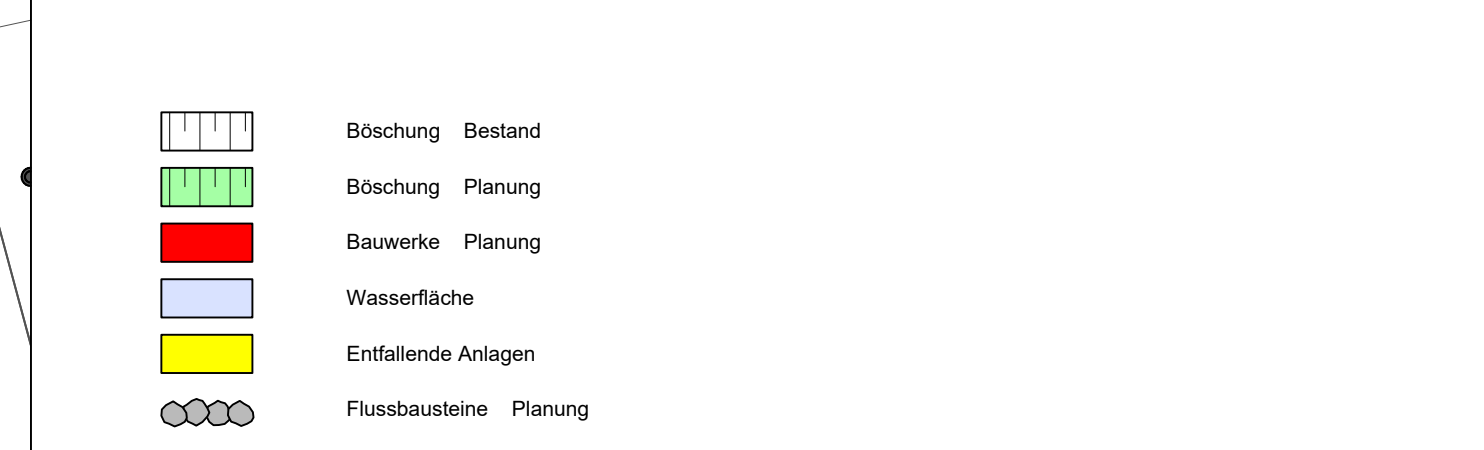 Böschung Bestand
Böschung Planung
Bauwerke Planung
Wasserfläche
Entfallende Anlagen
Flussbausteine Planung